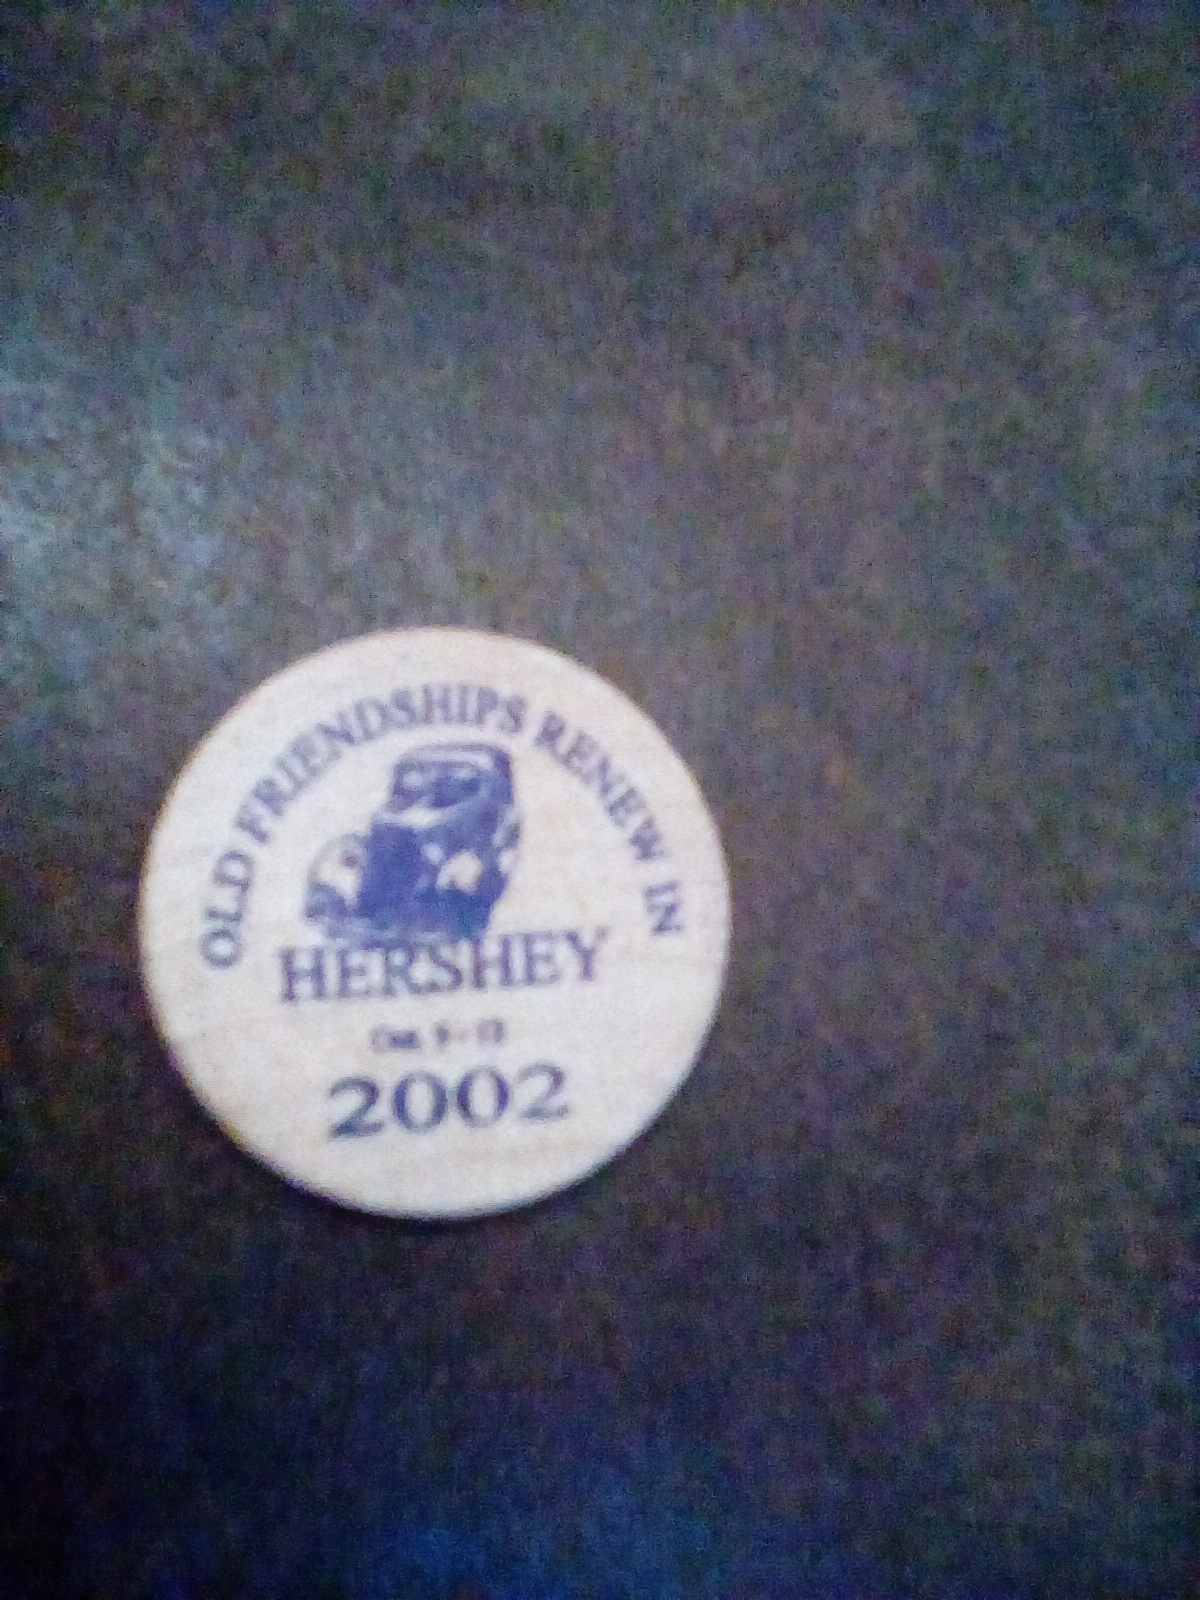 OLD FRIENDSHIPS RENEW IN
HERSHEY
2002